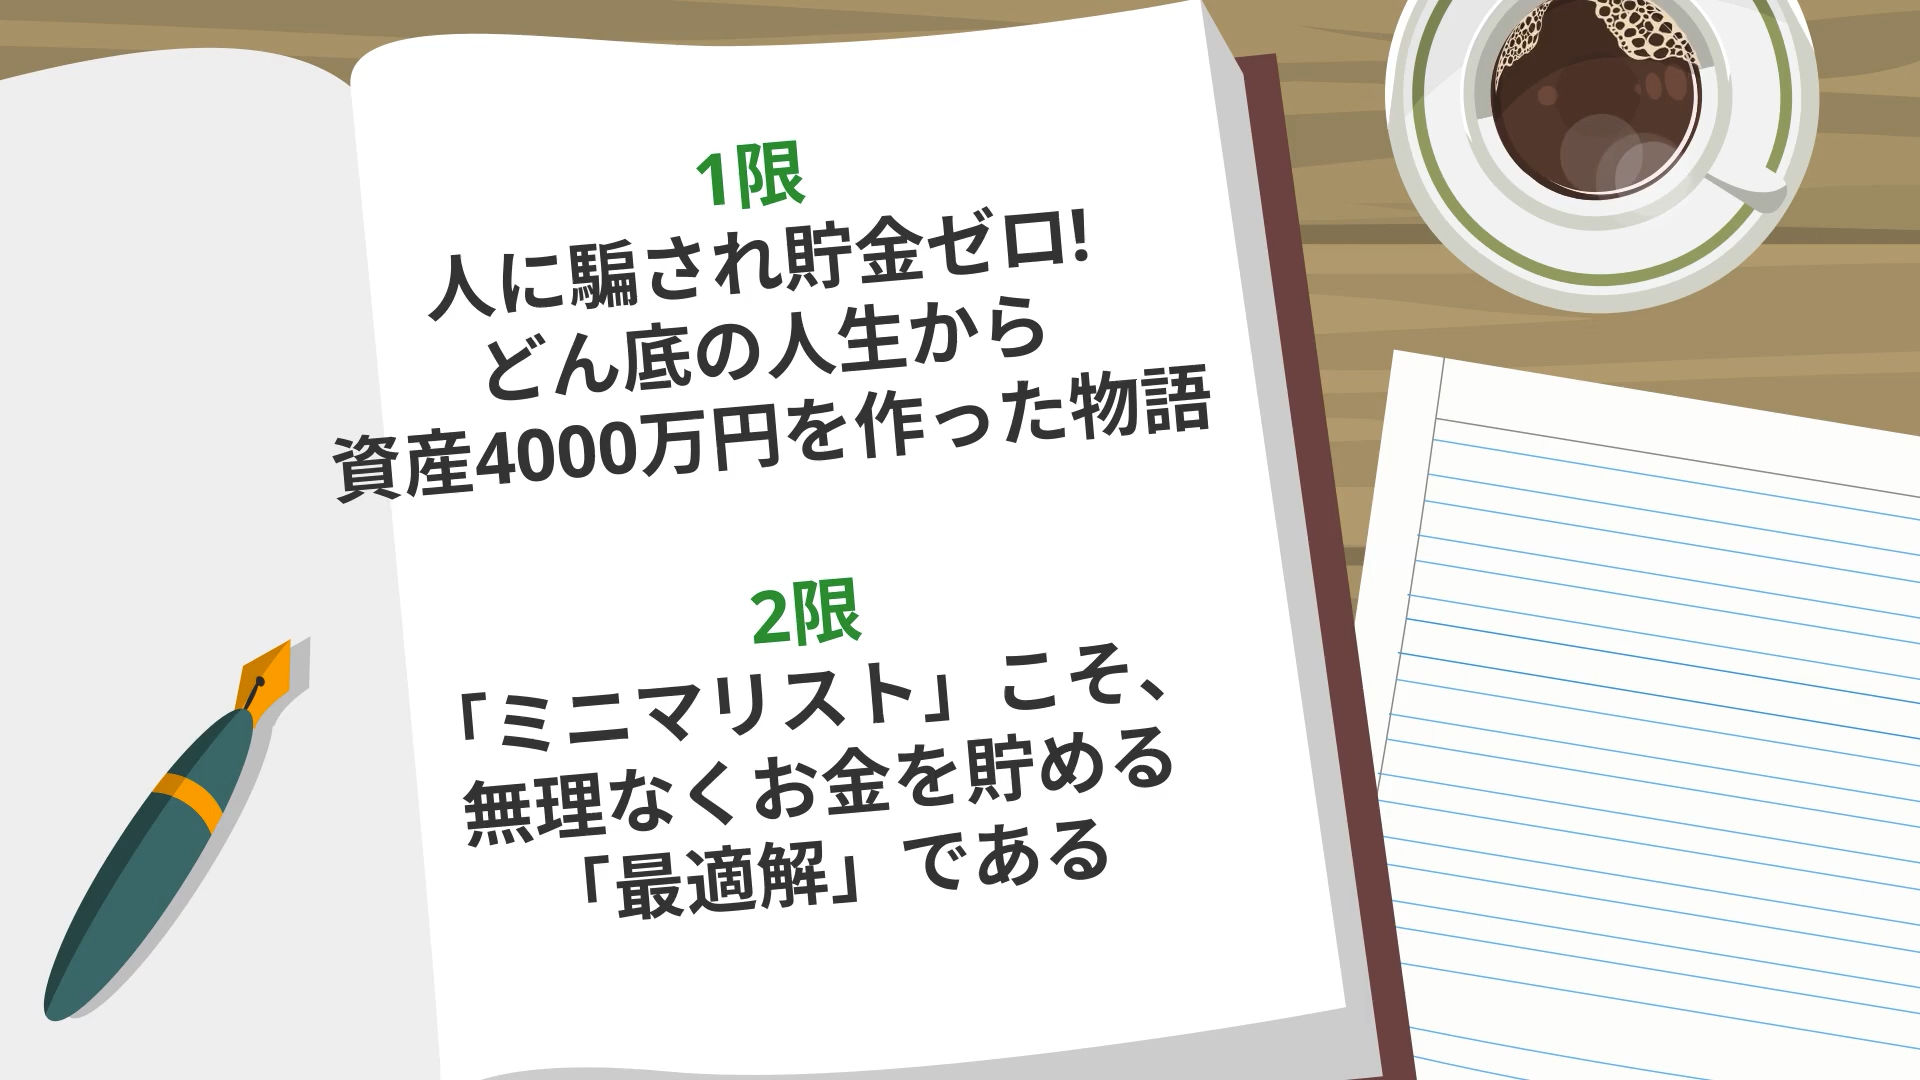 1限
人に騙され貯金ゼロ!
どん底の人生から
資産4000万円を作った物語
2限
「ミニマリスト」こそ、
無理なくお金を貯める
「最適解」である